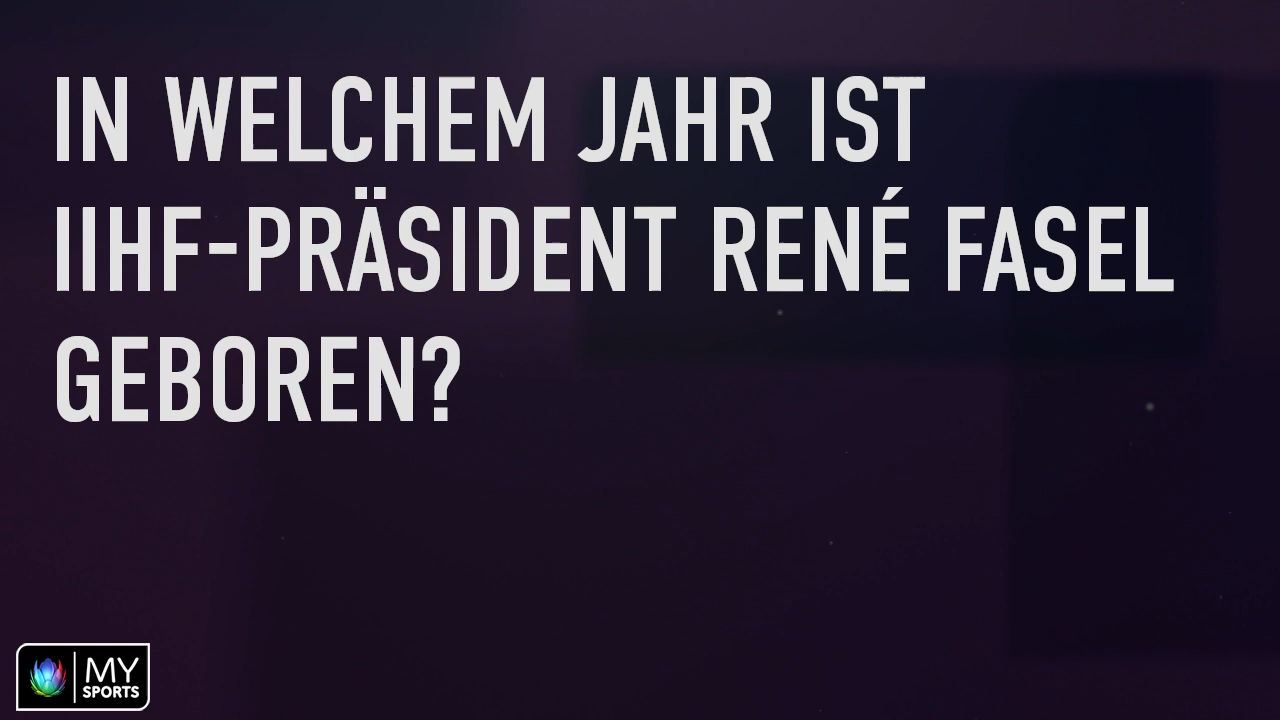 IN WELCHEM JAHR IST
IIHF-PRÄSIDENT RENÉ FASEL
GEBOREN?
MY
SPORTS